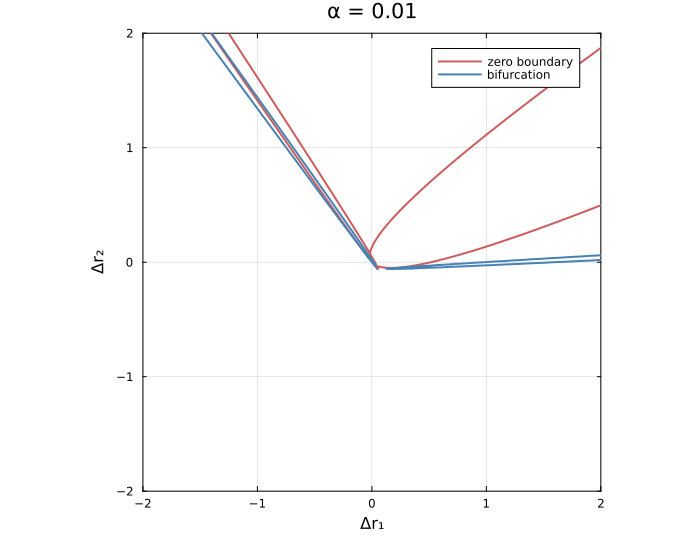 α = 0.01
2
1
0
−1
−2
Δr₂
zero boundary
bifurcation
−2
−1
0
1
2
Δr₁